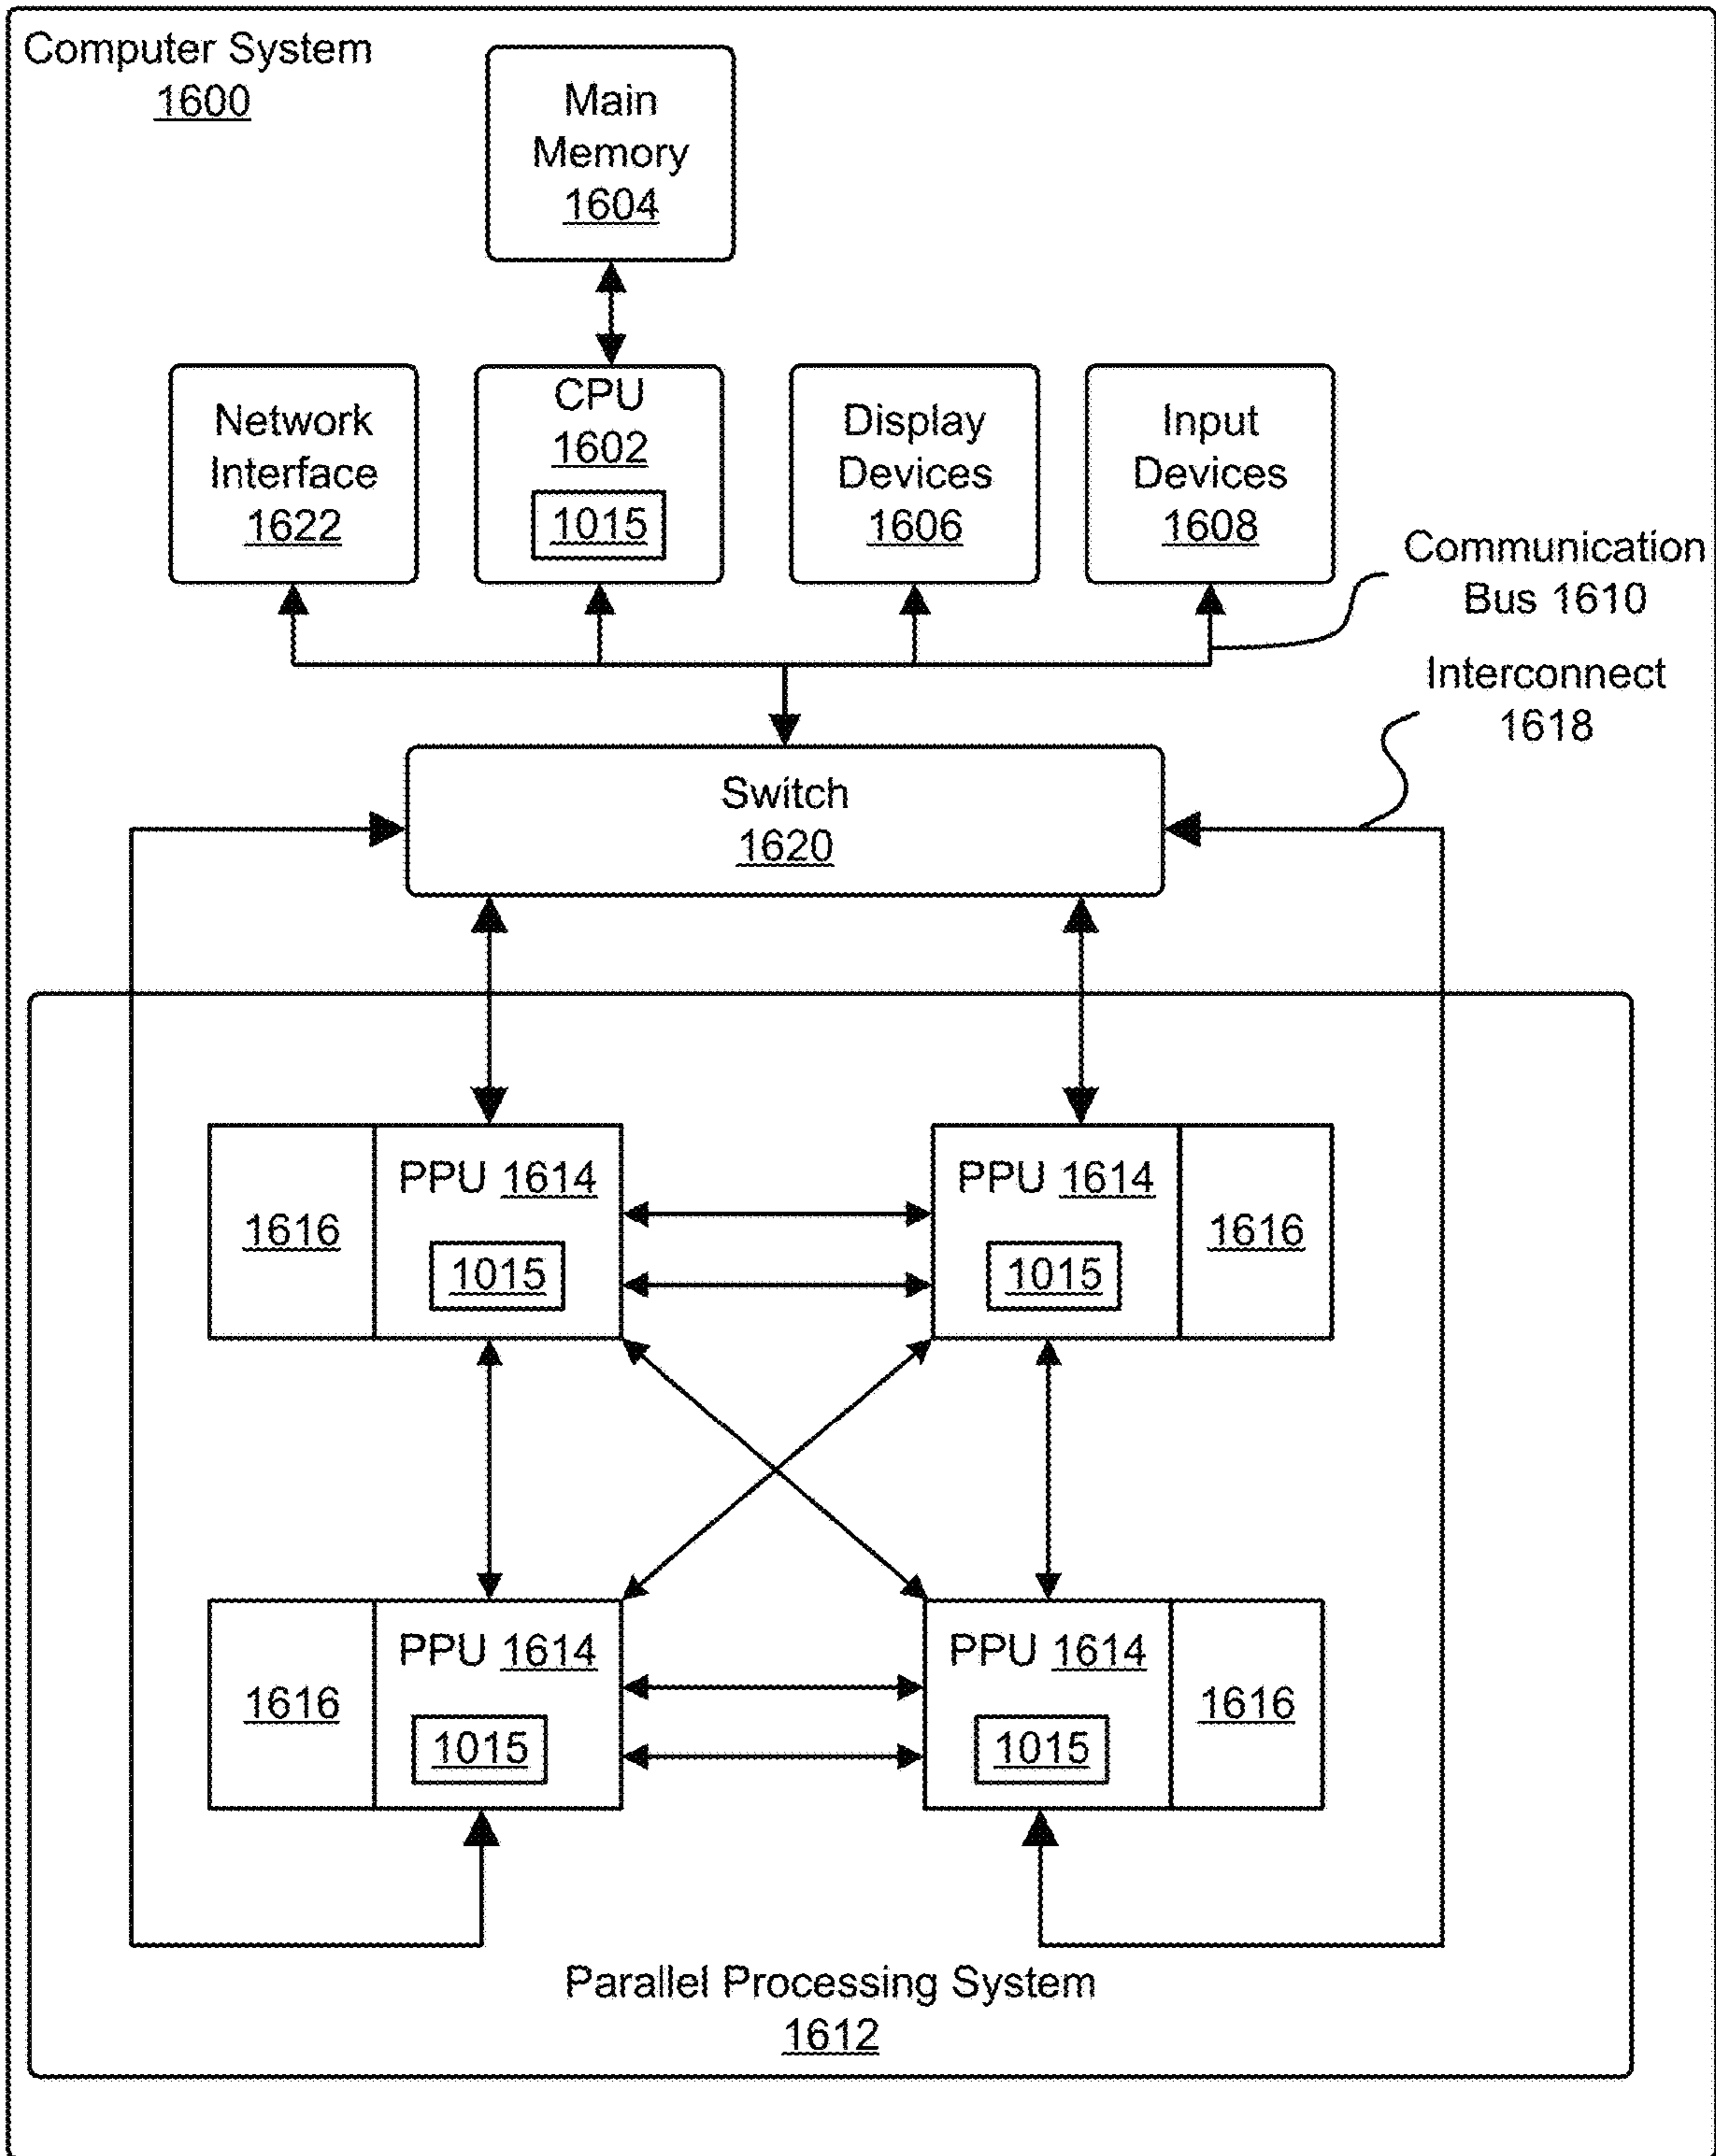 Computer System
1600
Main
Memory
1604
Network
Interface
1622
CPU
1602
1015
Display
Devices
1606
Input
Devices
1608
Communication
Bus 1610
Interconnect
1618
Switch
1620
1616
PPU 1614
1015
PPU 1614
1015
1616
1616
PPU 1614
1015
PPU 1614
1015
1616
Parallel Processing System
1612